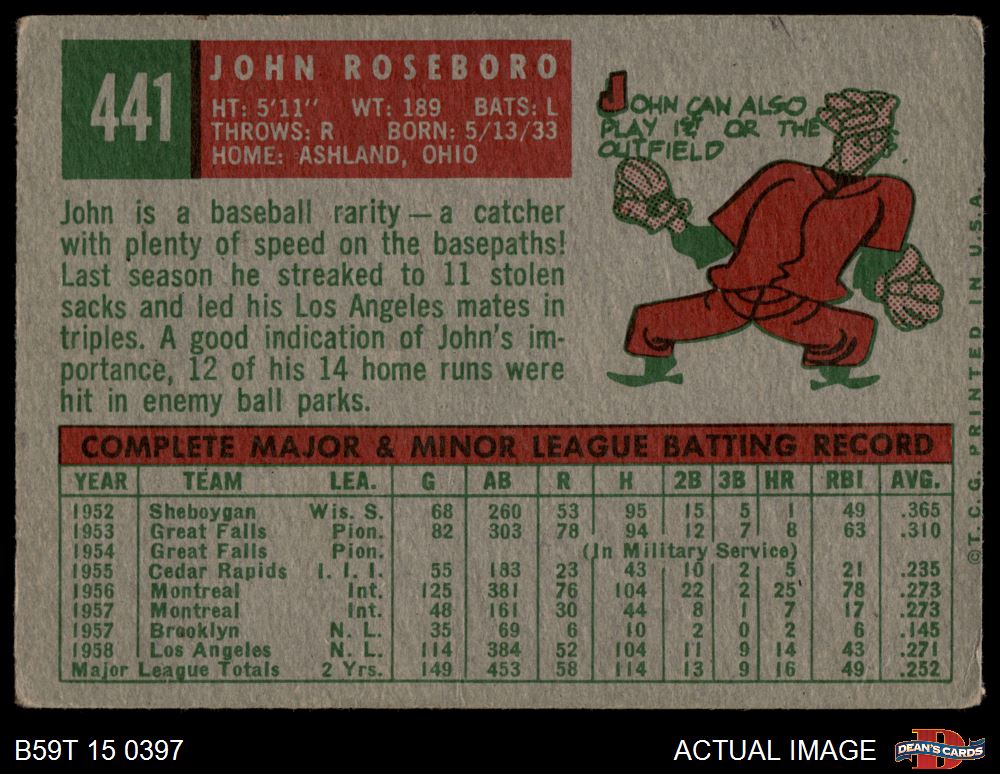 441
JOHN ROSEBORO
HT: 5'11" WT: 189 BATS: L
THROWS: R BORN: 5/13/33
HOME: ASHLAND, OHIO
JOHN CAN ALSO
PLAY 1ST OR THE
OUTFIELD
John is a baseball rarity — a catcher
with plenty of speed on the basepaths!
Last season he streaked to 11 stolen
sacks and led his Los Angeles mates in
triples. A good indication of John's im-
portance, 12 of his 14 home runs were
hit in enemy ball parks.
COMPLETE MAJOR & MINOR LEAGUE BATTING RECORD
YEAR TEAM LEA. G AB R H 2B 3B HR RBI AVG.
1952 Sheboygan Wis. S. 68 260 53 95 15 5 1 49 .365
1953 Great Falls Pion. 82 303 78 94 12 7 8 63 .310
1954 Great Falls Pion. (In Military Service)
1955 Cedar Rapids I. I. I. 55 183 23 43 10 2 5 21 .235
1956 Montreal Int. 125 381 76 104 22 2 25 78 .273
1957 Montreal Int. 48 161 30 44 8 1 7 17 .273
1957 Brooklyn N. L. 35 69 6 10 2 0 2 6 .145
1958 Los Angeles N. L. 114 384 52 104 11 9 14 43 .271
Major League Totals 2 Yrs. 149 453 58 114 13 9 16 49 .252
©T. C. G. PRINTED IN U.S.A.
B59T 15 0397
ACTUAL IMAGE
D
DEAN'S CARDS